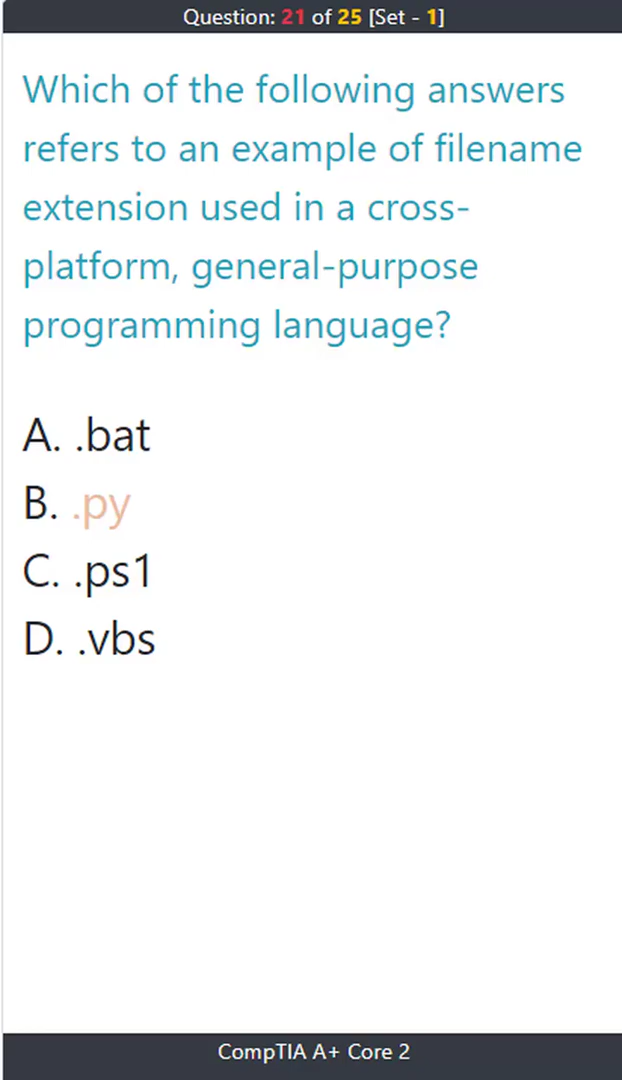 Question: 21 of 25 [Set - 1]
Which of the following answers
refers to an example of filename
extension used in a cross-
platform, general-purpose
programming language?
A. .bat
B. .py
C. .ps1
D. .vbs
CompTIA A+ Core 2